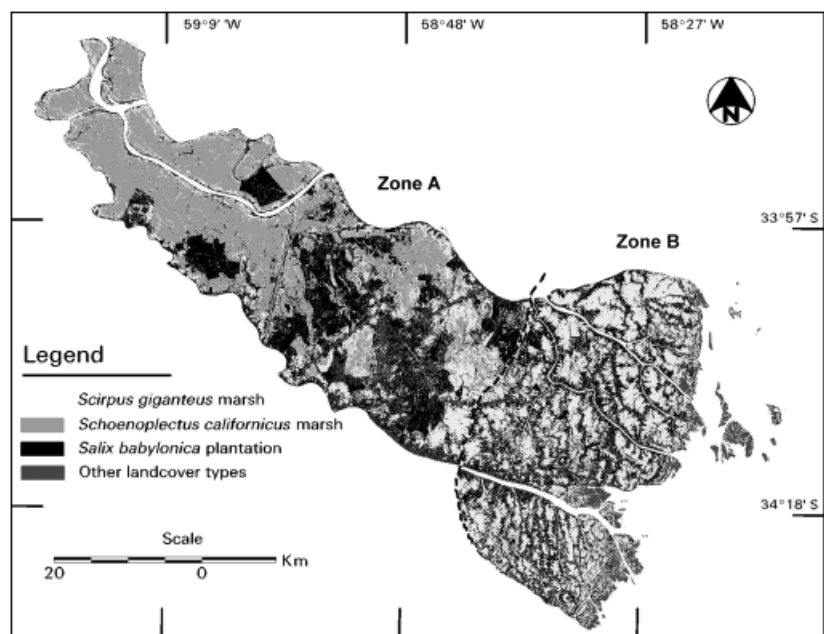 59°9' W
58°48' W
58°27' W
N
Zone A
33°57' S
Zone B
Legend
Scirpus giganteus marsh
Schoenoplectus californicus marsh
Salix babylonica plantation
Other landcover types
34°18' S
Scale
Km
20
0